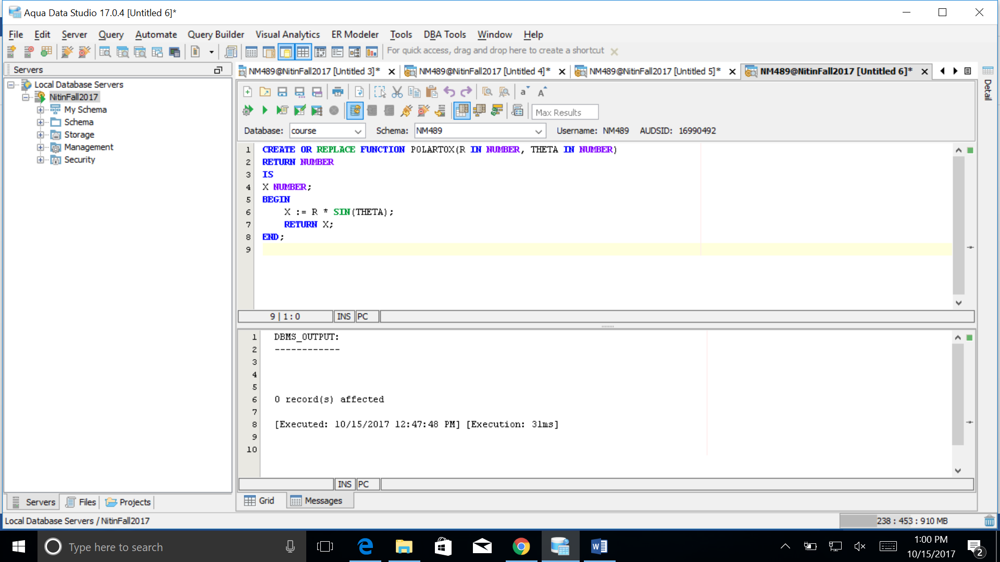 Aqua Data Studio 17.0.4 [Untitled 6]*
File Edit Server Query Automate Query Builder Visual Analytics ER Modeler Tools DBA Tools Window Help
For quick access, drag and drop here to create a shortcut
Servers
NM489@NitinFall2017 [Untitled 3]* NM489@NitinFall2017 [Untitled 4]* NM489@NitinFall2017 [Untitled 5]* NM489@NitinFall2017 [Untitled 6]*
Detail
Local Database Servers
NitinFall2017
My Schema
Schema
Storage
Management
Security
Max Results
Database: course Schema: NM489 Username: NM489 AUDSID: 16990492
1 CREATE OR REPLACE FUNCTION POLARTOX(R IN NUMBER, THETA IN NUMBER)
2 RETURN NUMBER
3 IS
4 X NUMBER;
5 BEGIN
6 X := R * SIN(THETA);
7 RETURN X;
8 END;
9
9 | 1 : 0 INS PC
1 DBMS_OUTPUT:
2 ------------
3
4
5
6 0 record(s) affected
7
8 [Executed: 10/15/2017 12:47:48 PM] [Execution: 31ms]
9
10
INS PC
Grid Messages
Servers Files Projects
Local Database Servers / NitinFall2017
238 : 453 : 910 MB
Type here to search
1:00 PM
10/15/2017
2